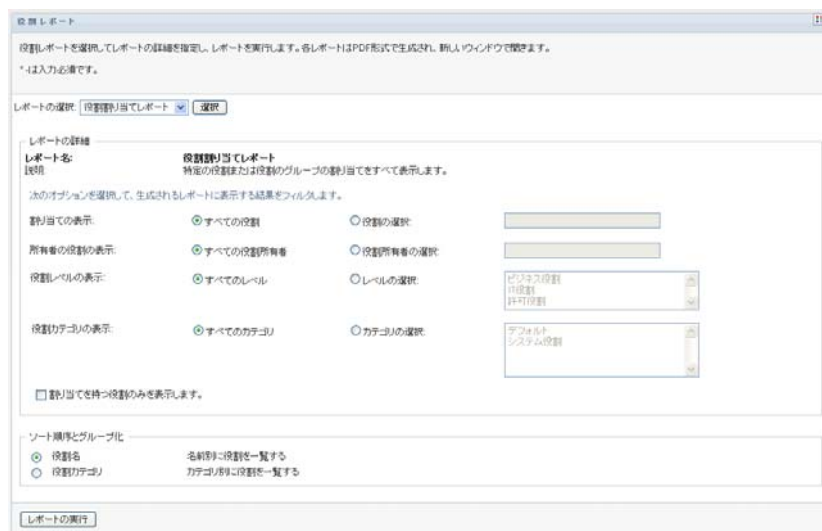 役割レポート
役割レポートを選択してレポートの詳細を指定し、レポートを実行します。各レポートはPDF形式で生成され、新しいウィンドウで開きます。
*-は入力必須です。
レポートの選択: 役割割り当てレポート 選択
レポートの詳細
レポート名: 役割割り当てレポート
説明: 特定の役割または役割のグループの割り当てをすべて表示します。
次のオプションを選択して、生成されるレポートに表示する結果をフィルタします。
割り当ての表示: すべての役割 役割の選択:
所有者の役割の表示: すべての役割所有者 役割所有者の選択:
役割レベルの表示: すべてのレベル レベルの選択: ビジネス役割
IT役割
許可役割
役割カテゴリの表示: すべてのカテゴリ カテゴリの選択: デフォルト
システム役割
割り当てを持つ役割のみを表示します。
ソート順序とグループ化
役割名 名前別に役割を一覧する
役割カテゴリ カテゴリ別に役割を一覧する
レポートの実行